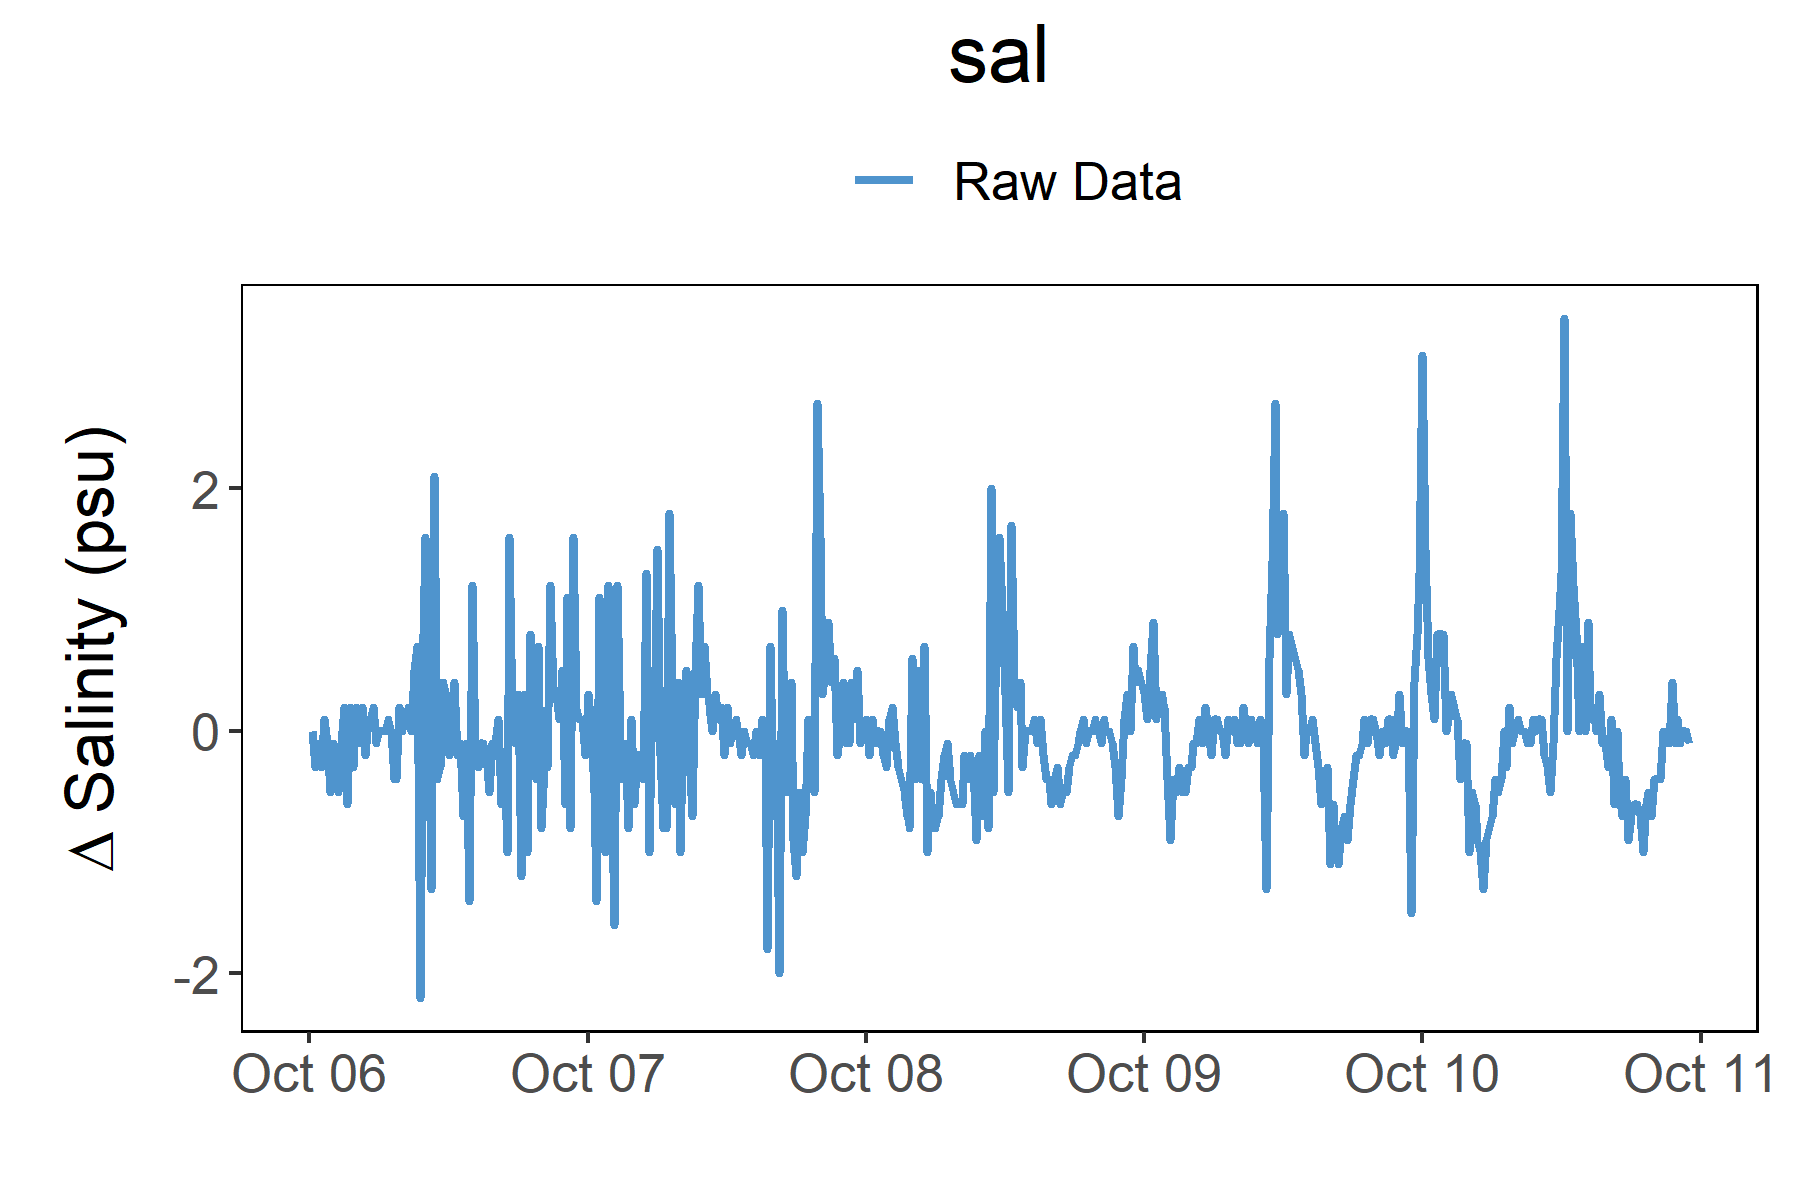 sal
Raw Data
Δ Salinity (psu)
2
0
-2
Oct 06 Oct 07 Oct 08 Oct 09 Oct 10 Oct 11